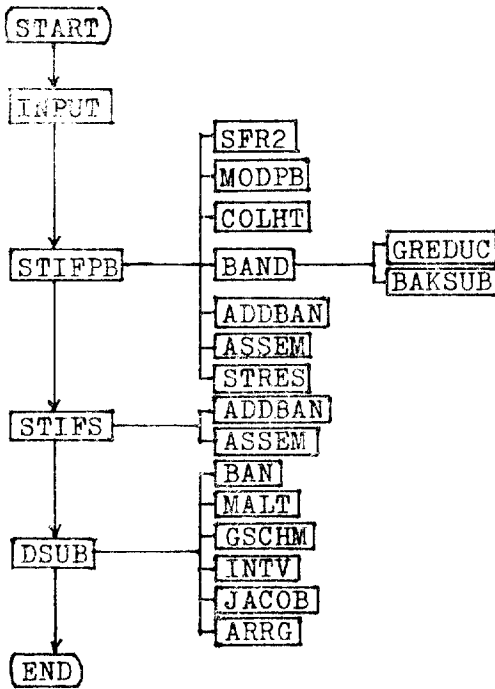 START
INPUT
SFR2
MODPB
COLHT
STIFPB
BAND
GREDUC
BAKSUB
ADDBAN
ASSEM
STRES
STIFS
ADDBAN
ASSEM
BAN
MALT
GSCHM
DSUB
INTV
JACOB
ARRG
END